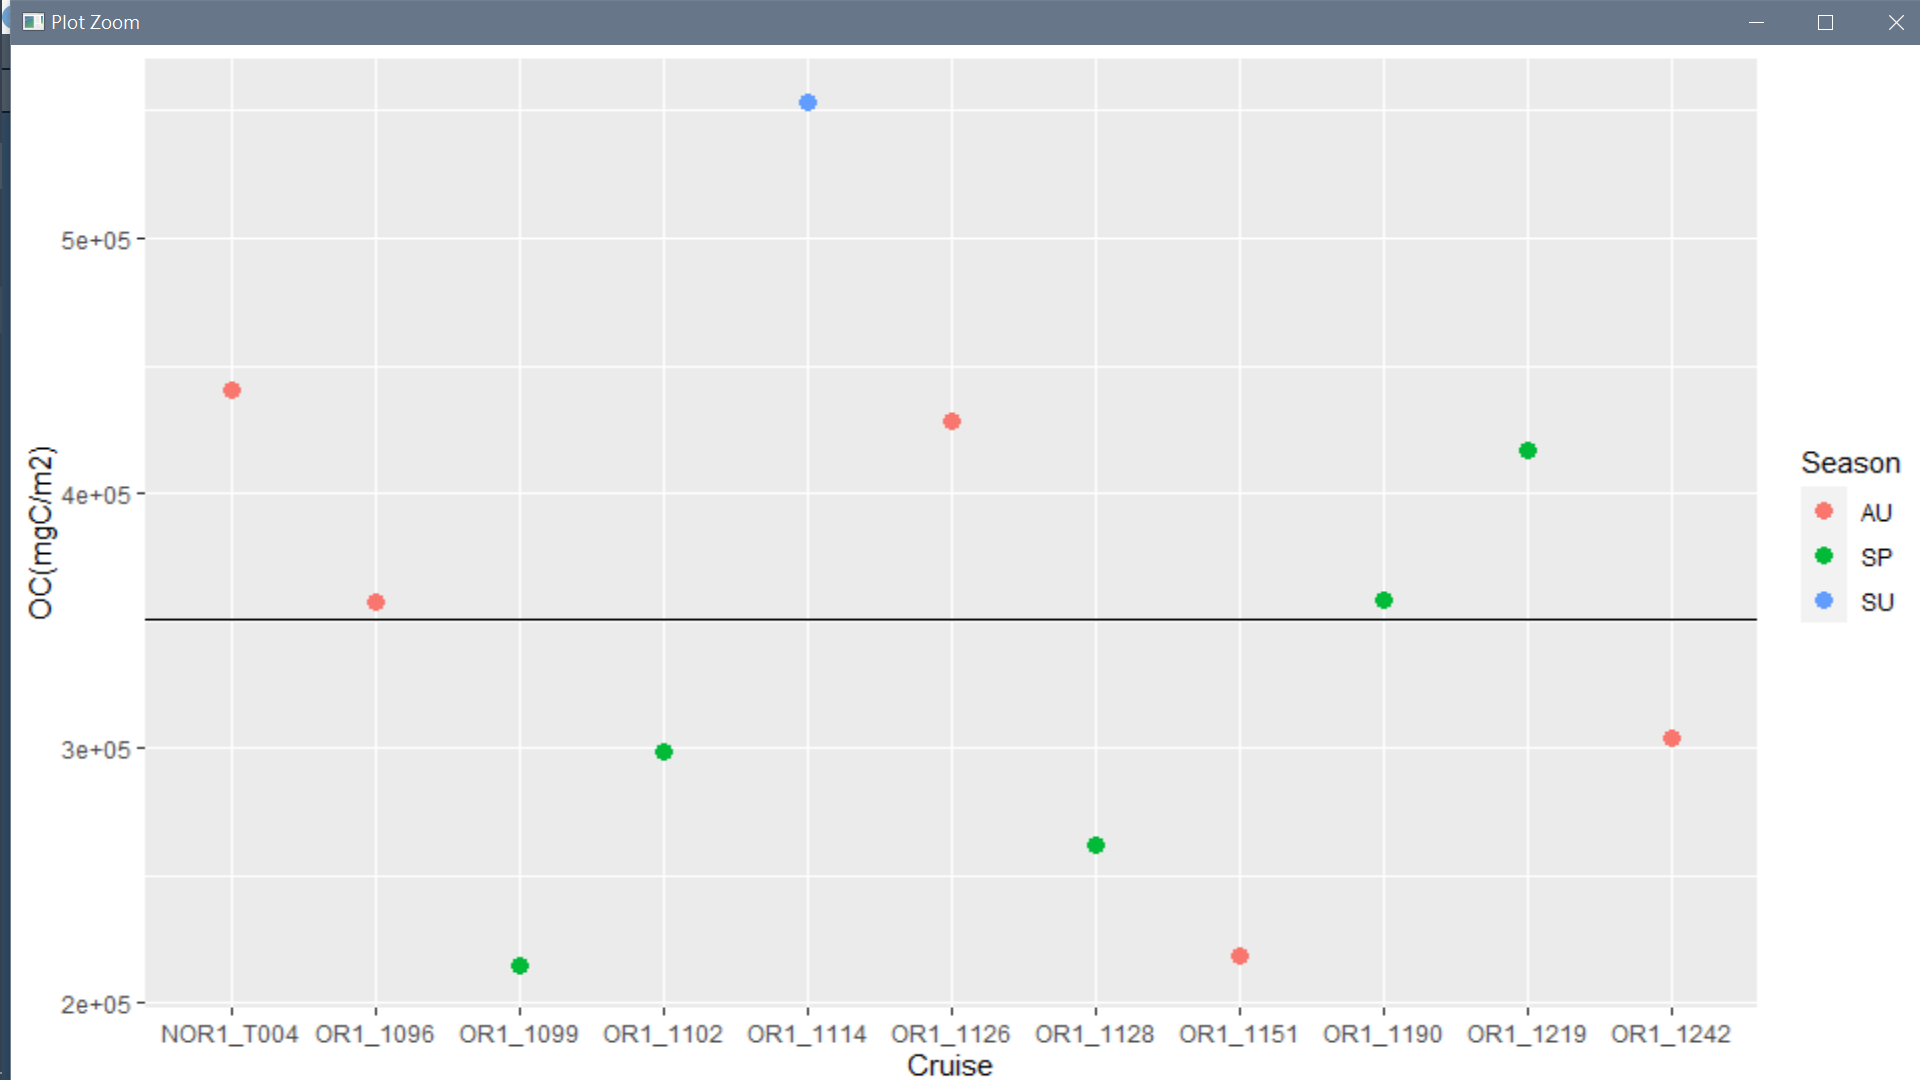 Plot Zoom
5e+05
4e+05
3e+05
2e+05
OC(mgC/m2)
NOR1_T004 OR1_1096 OR1_1099 OR1_1102 OR1_1114 OR1_1126 OR1_1128 OR1_1151 OR1_1190 OR1_1219 OR1_1242
Cruise
Season
AU
SP
SU